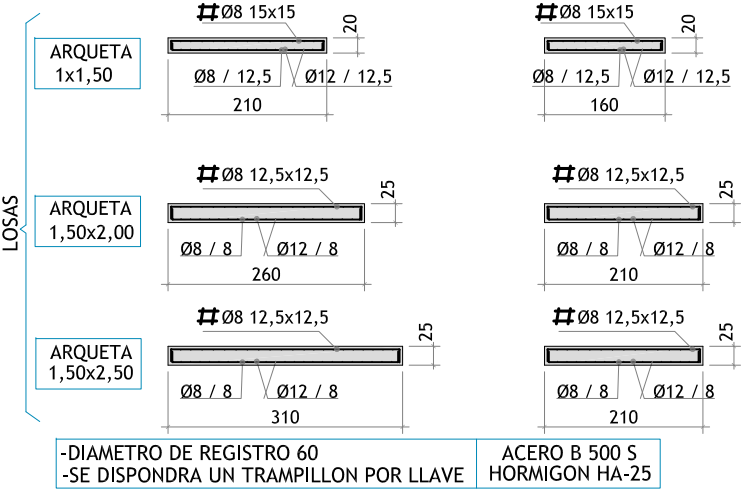 LOSAS
ARQUETA
1x1,50
Ø8 15x15
20
Ø8 / 12,5
Ø12 / 12,5
210
Ø8 15x15
20
Ø8 / 12,5
Ø12 / 12,5
160
ARQUETA
1,50x2,00
Ø8 12,5x12,5
25
Ø8 / 8
Ø12 / 8
260
Ø8 12,5x12,5
25
Ø8 / 8
Ø12 / 8
210
ARQUETA
1,50x2,50
Ø8 12,5x12,5
25
Ø8 / 8
Ø12 / 8
310
Ø8 12,5x12,5
25
Ø8 / 8
Ø12 / 8
210
-DIAMETRO DE REGISTRO 60
-SE DISPONDRA UN TRAMPILLON POR LLAVE
ACERO B 500 S
HORMIGON HA-25